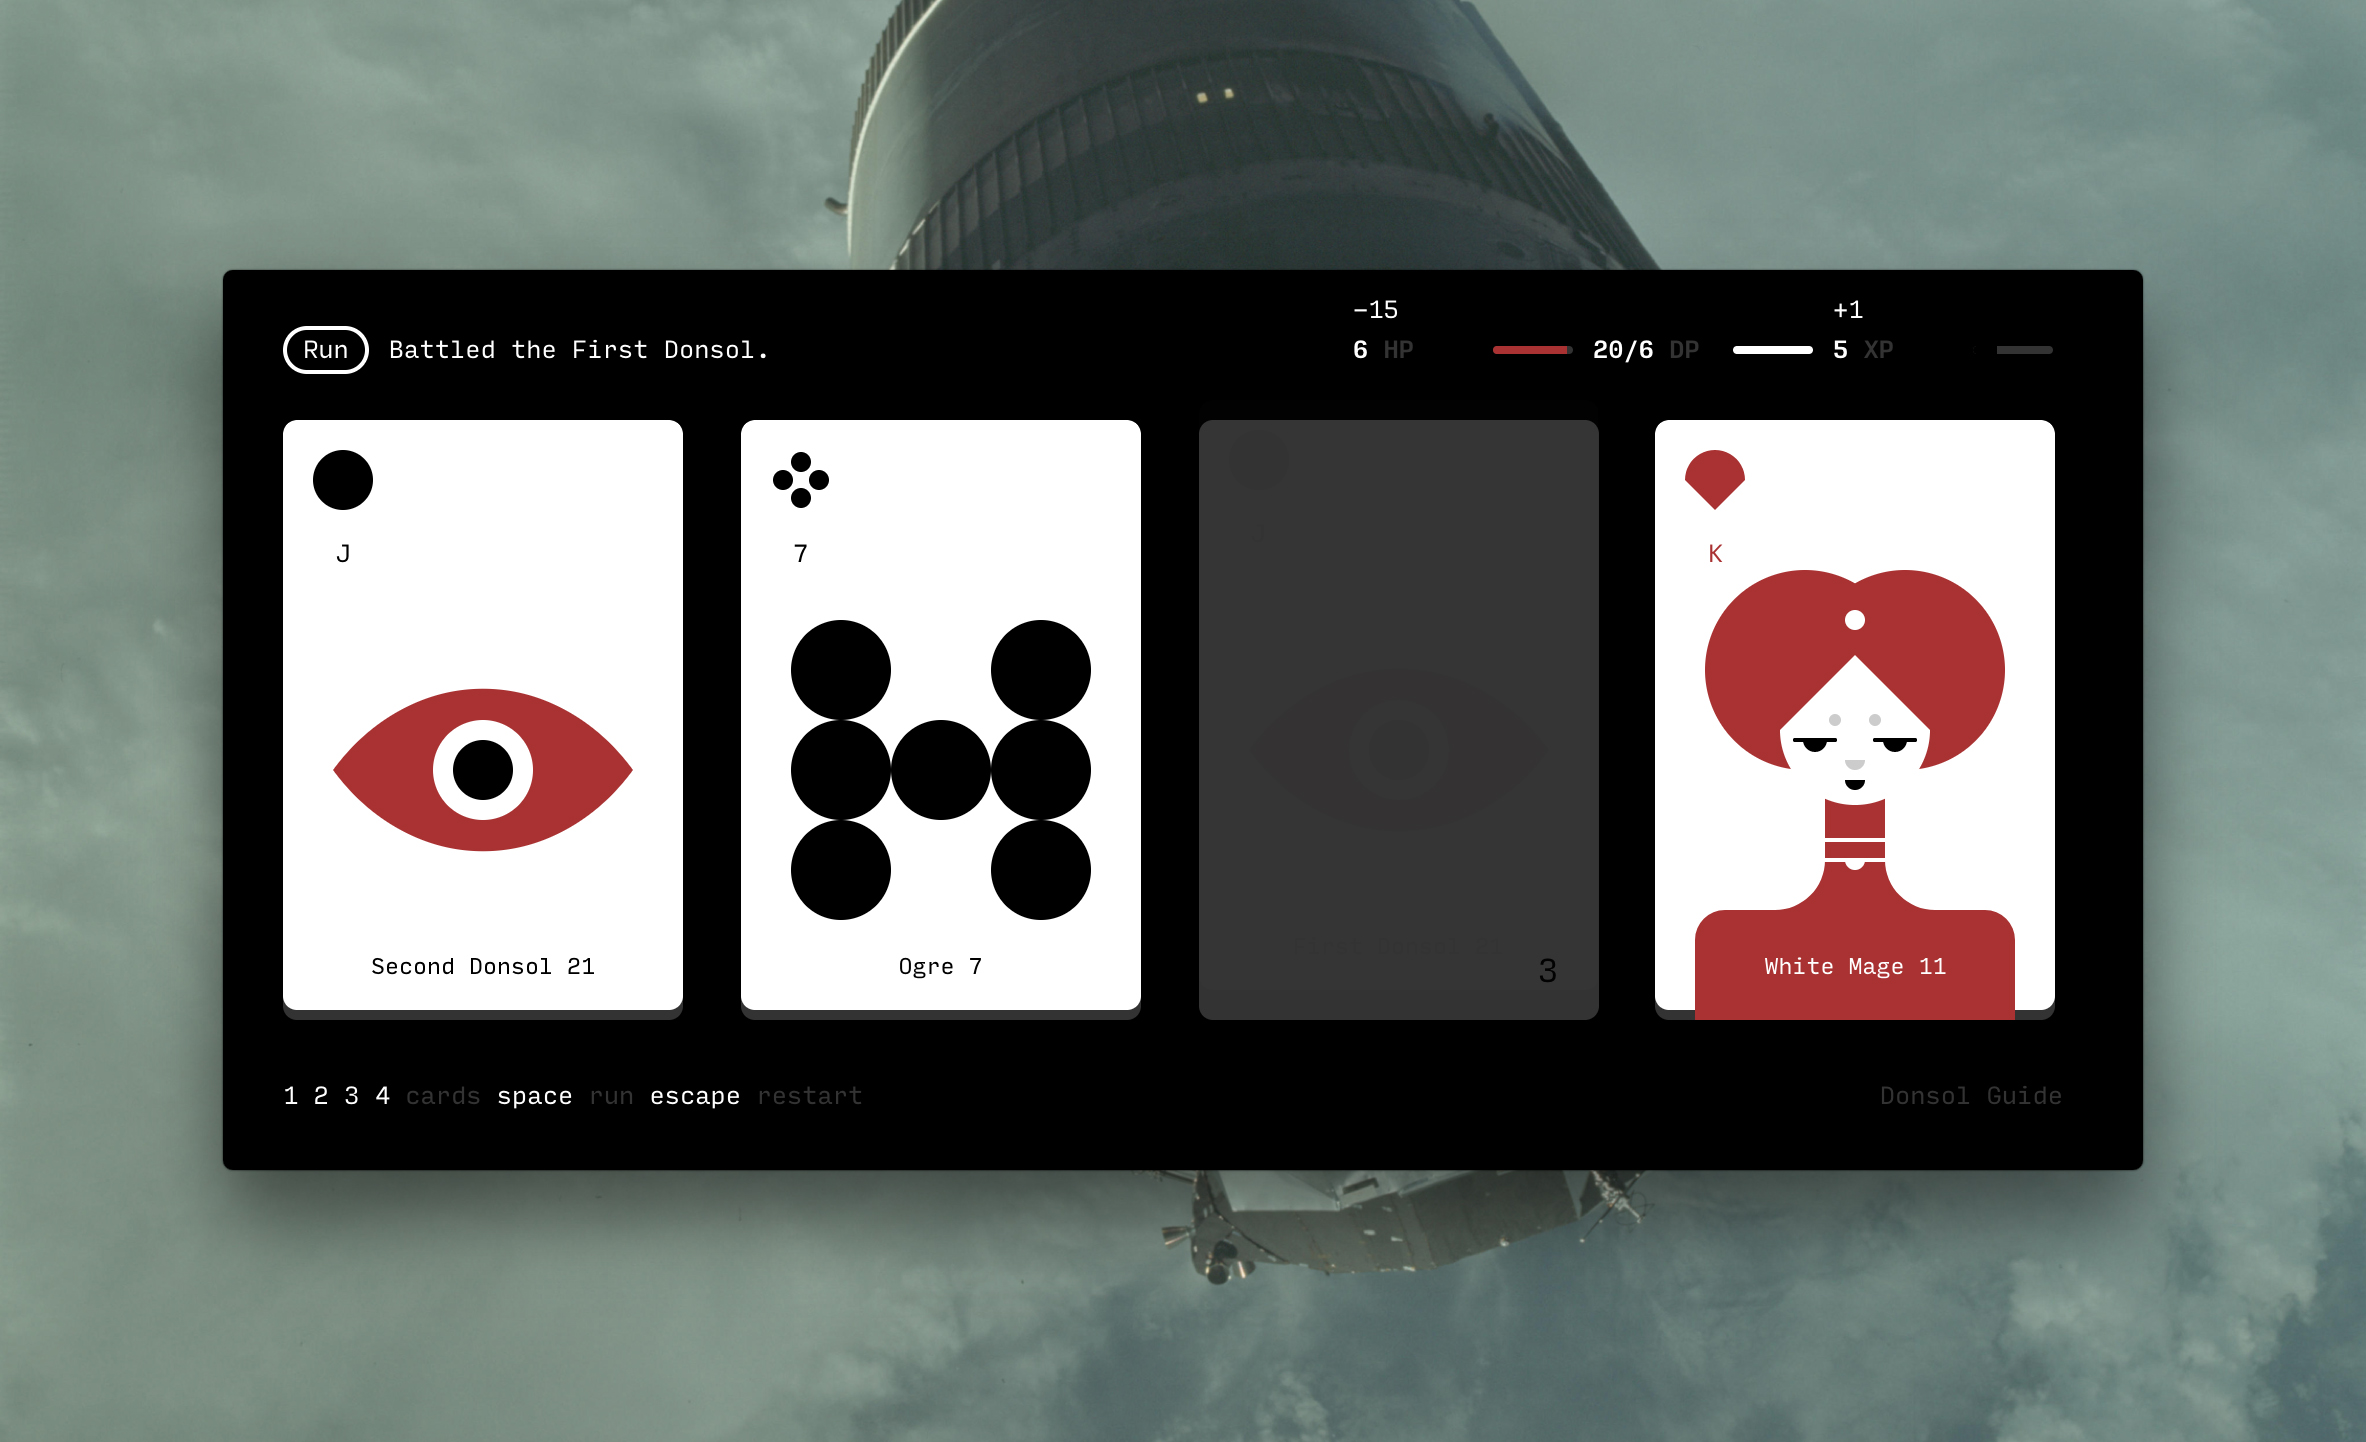 -15 +1
Run Battled the First Donsol. 6 HP 20/6 DP 5 XP
J
7
K
Second Donsol 21
Ogre 7
3
White Mage 11
1 2 3 4 cards space run escape restart Donsol Guide